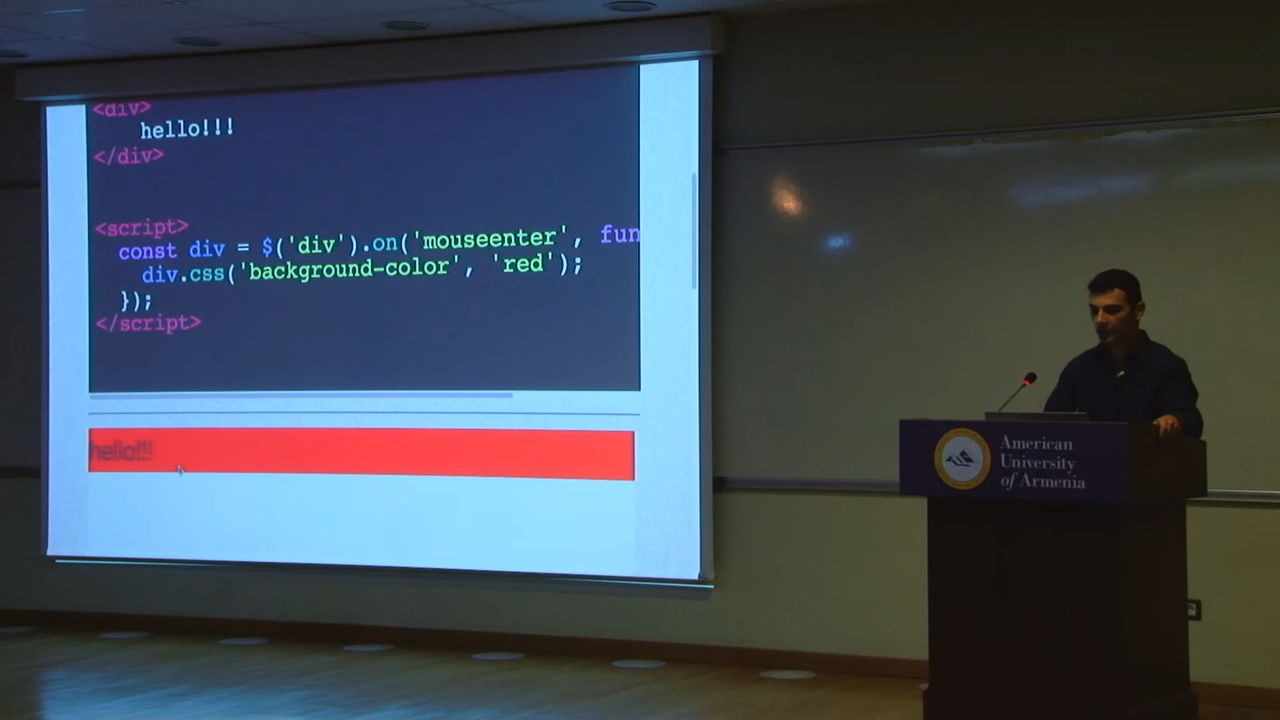 <div>
hello!!!
</div>
<script>
const div = $('div').on('mouseenter', fun
div.css('background-color', 'red');
});
</script>
hello!!!
American
University
of Armenia